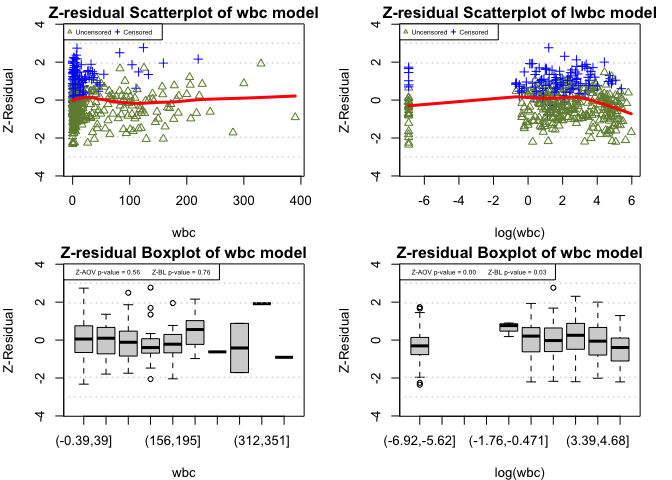 Z-residual Scatterplot of wbc model
Uncensored Censored
4
2
0
-2
-4
Z-Residual
0 100 200 300 400
wbc
Z-residual Scatterplot of lwbc model
Uncensored Censored
4
2
0
-2
-4
Z-Residual
-6 -4 -2 0 2 4 6
log(wbc)
Z-residual Boxplot of wbc model
Z-AOV p-value = 0.56 Z-BL p-value = 0.76
4
2
0
-2
-4
Z-Residual
(-0.39,39] (156,195] (312,351]
wbc
Z-residual Boxplot of wbc model
Z-AOV p-value = 0.00 Z-BL p-value = 0.03
4
2
0
-2
-4
Z-Residual
(-6.92,-5.62] (-1.76,-0.471] (3.39,4.68]
log(wbc)